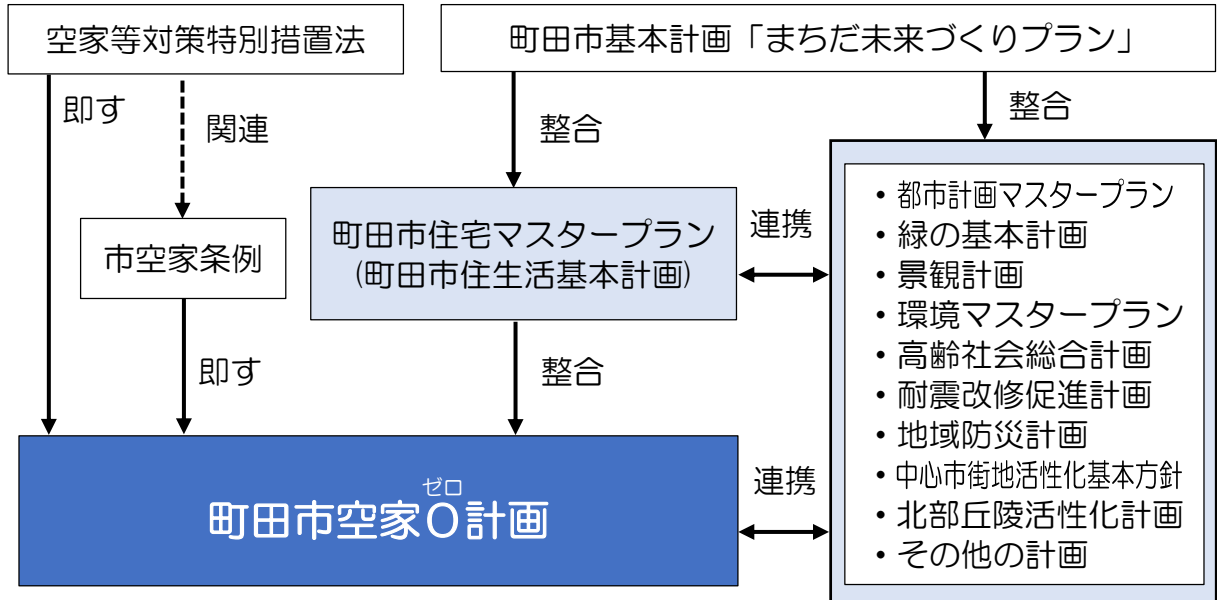 空家等対策特別措置法
町田市基本計画「まちだ未来づくりプラン」
即す
関連
整合
整合
市空家条例
町田市住宅マスタープラン
(町田市住生活基本計画)
連携
・都市計画マスタープラン
・緑の基本計画
・景観計画
・環境マスタープラン
・高齢社会総合計画
・耐震改修促進計画
・地域防災計画
・中心市街地活性化基本方針
・北部丘陵活性化計画
・その他の計画
即す
整合
連携
ゼロ
町田市空家0計画